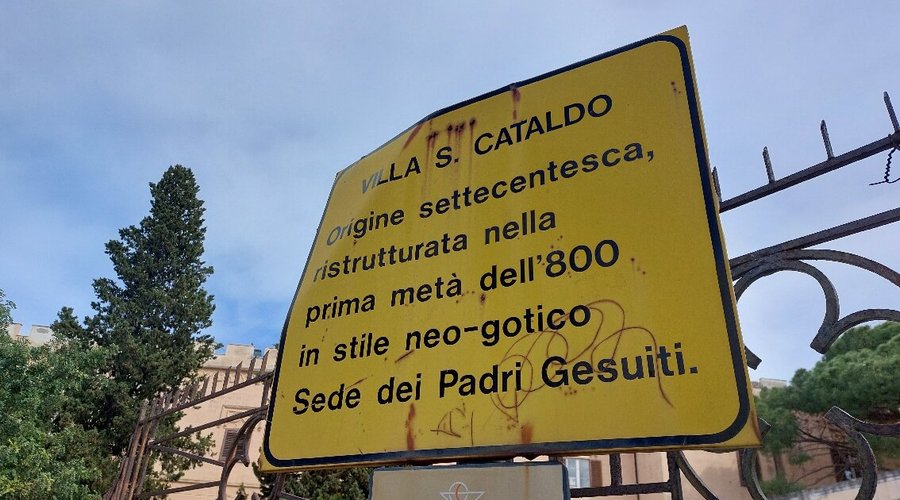 VILLA S. CATALDO
Origine settecentesca,
ristrutturata nella
prima metà dell'800
in stile neo-gotico
Sede dei Padri Gesuiti.